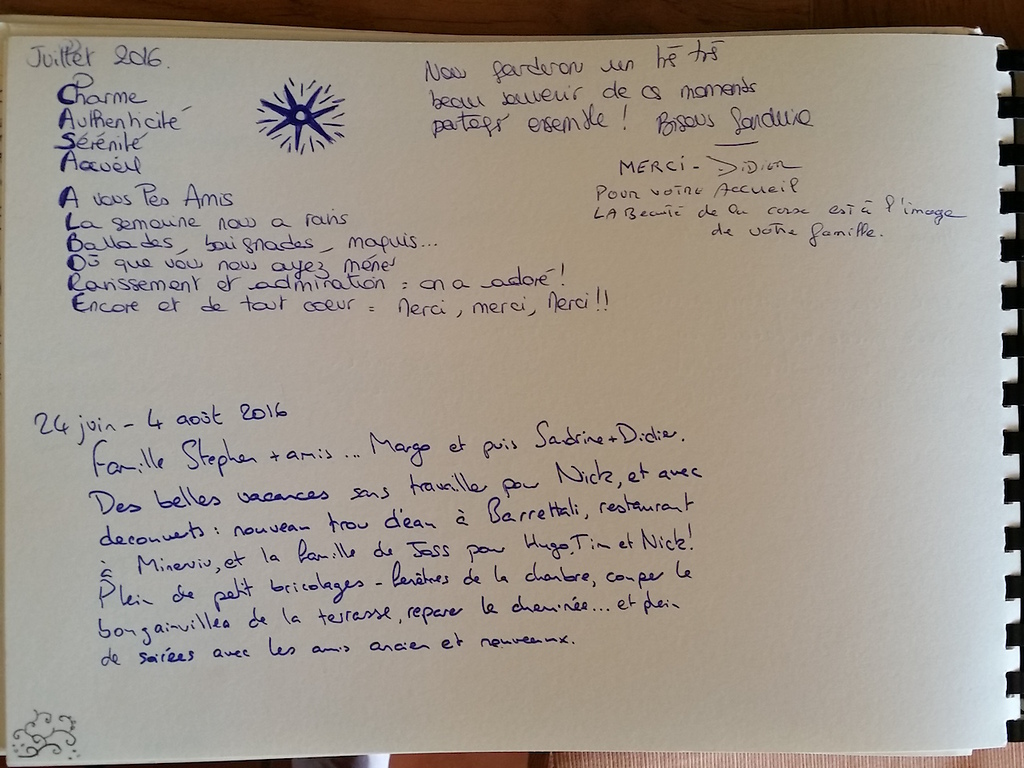 Juillet 2016.
Charme
Authenticité
Sérénité
Accueil
A vous Tes Amis
La semaine nous a ravis
Ballades, baignades, maquis...
Où que vous nous ayez menés
Ravissement et admiration : on a adoré !
Encore et de tout coeur = Merci, merci, Merci !!
Nous garderon un trè trè
beau souvenir de ces moments
partagés ensemble ! Bisous Sandrine
MERCI - Didier
Pour votre Accueil
LA Beauté de la corse est à l'image
de votre famille.
24 juin - 4 août 2016
Famille Stephen + amis ... Margo et puis Sandrine + Didier.
Des belles vacances sans travailler pour Nick, et avec
decouverts : nouveau trou d'eau à Barrettali, restaurant
à Minerviu, et la famille de Joss pour Hugo, Tim et Nick !
Plein de petit bricolages - fenêtres de la chambre, couper le
bougainvillea de la terrasse, reparer le cheminée... et plein
de soirées avec les amis ancien et nouveaux.